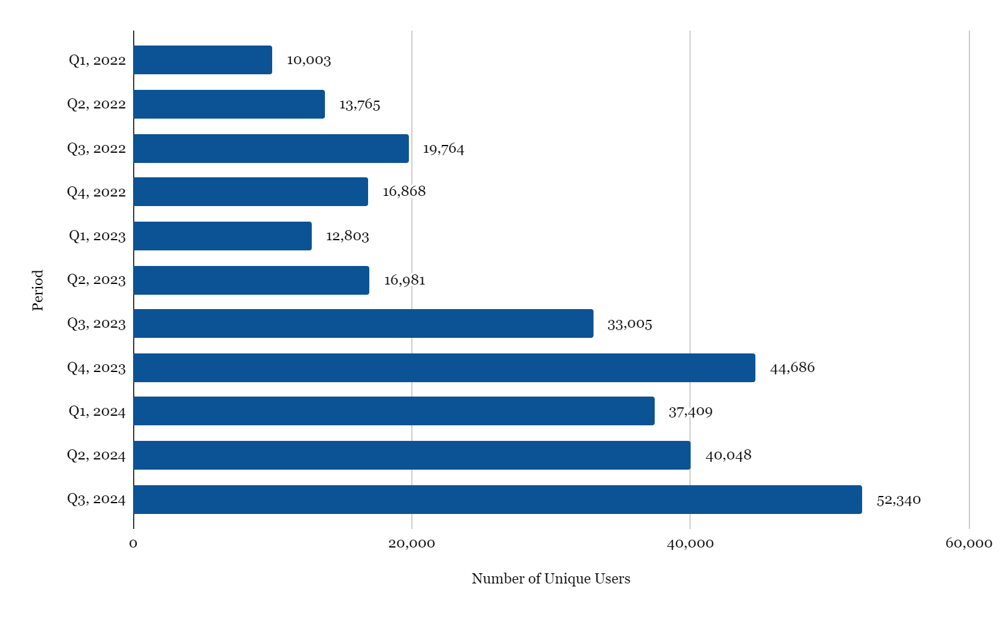 Q1, 2022 10,003
Q2, 2022 13,765
Q3, 2022 19,764
Q4, 2022 16,868
Q1, 2023 12,803
Q2, 2023 16,981
Q3, 2023 33,005
Q4, 2023 44,686
Q1, 2024 37,409
Q2, 2024 40,048
Q3, 2024 52,340
Period
0 20,000 40,000 60,000
Number of Unique Users